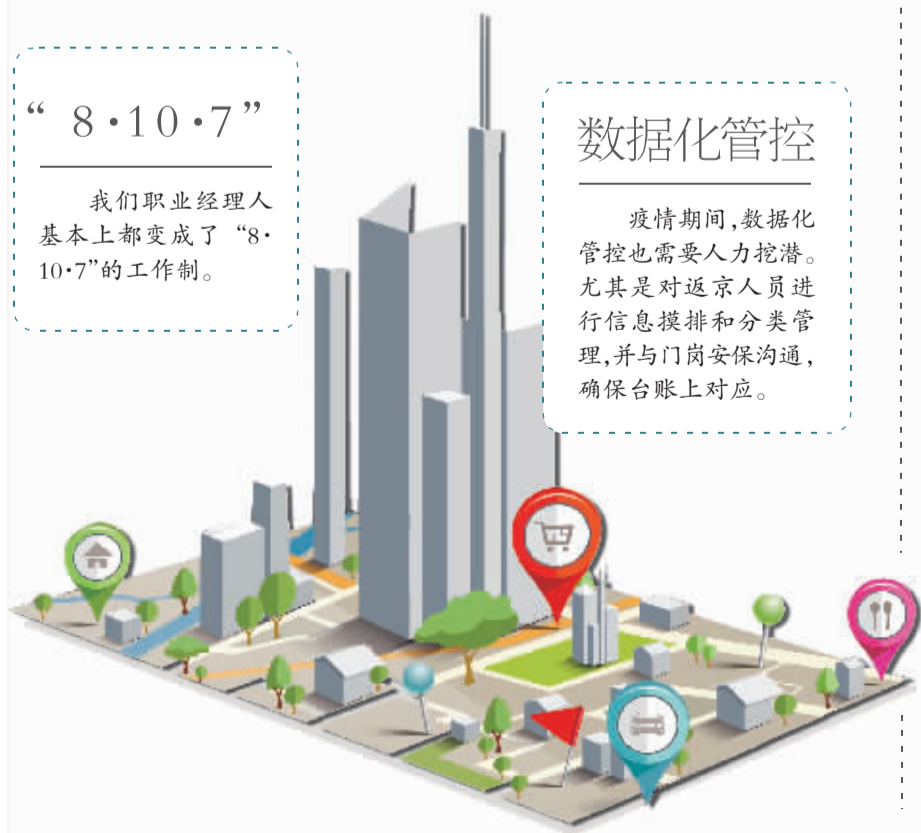 “ 8·10·7”
我们职业经理人
基本上都变成了 “8·
10·7”的工作制。
数据化管控
疫情期间,数据化
管控也需要人力挖潜。
尤其是对返京人员进
行信息摸排和分类管
理,并与门岗安保沟通,
确保台账上对应。